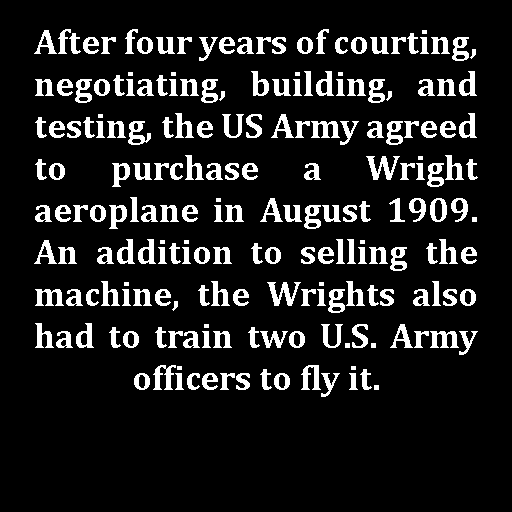 After four years of courting,
negotiating, building, and
testing, the US Army agreed
to purchase a Wright
aeroplane in August 1909.
An addition to selling the
machine, the Wrights also
had to train two U.S. Army
officers to fly it.